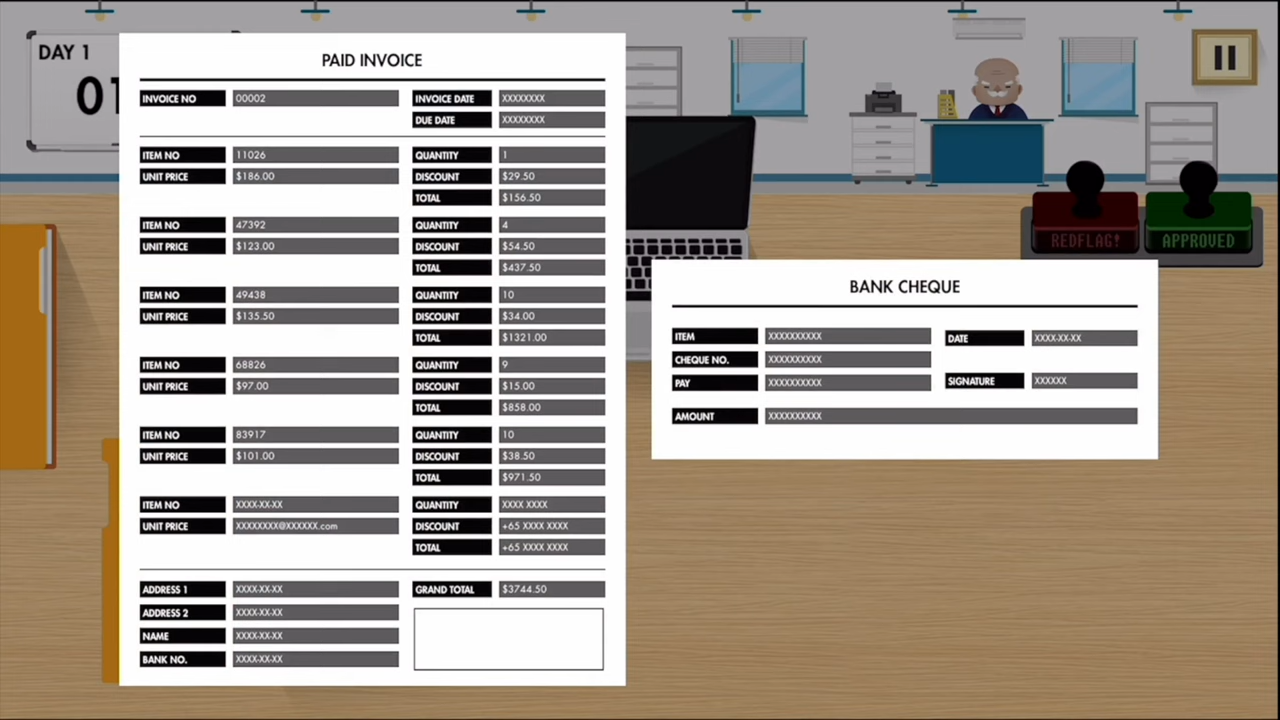 DAY 1
01
PAID INVOICE
INVOICE NO 00002 INVOICE DATE XXXXXXXX
DUE DATE XXXXXXXX
ITEM NO 11026 QUANTITY 1
UNIT PRICE $186.00 DISCOUNT $29.50
TOTAL $156.50
ITEM NO 47392 QUANTITY 4
UNIT PRICE $123.00 DISCOUNT $54.50
TOTAL $437.50
ITEM NO 49438 QUANTITY 10
UNIT PRICE $135.50 DISCOUNT $34.00
TOTAL $1321.00
ITEM NO 68826 QUANTITY 9
UNIT PRICE $97.00 DISCOUNT $15.00
TOTAL $858.00
ITEM NO 83917 QUANTITY 10
UNIT PRICE $101.00 DISCOUNT $38.50
TOTAL $971.50
ITEM NO XXXX-XX-XX QUANTITY XXXX XXXX
UNIT PRICE XXXXXXXX@XXXXXX.com DISCOUNT +65 XXXX XXXX
TOTAL +65 XXXX XXXX
ADDRESS 1 XXXX-XX-XX GRAND TOTAL $3744.50
ADDRESS 2 XXXX-XX-XX
NAME XXXX-XX-XX
BANK NO. XXXX-XX-XX
REDFLAG! APPROVED
BANK CHEQUE
ITEM XXXXXXXXXX DATE XXXX-XX-XX
CHEQUE NO. XXXXXXXXXX
PAY XXXXXXXXXX SIGNATURE XXXXXX
AMOUNT XXXXXXXXXX